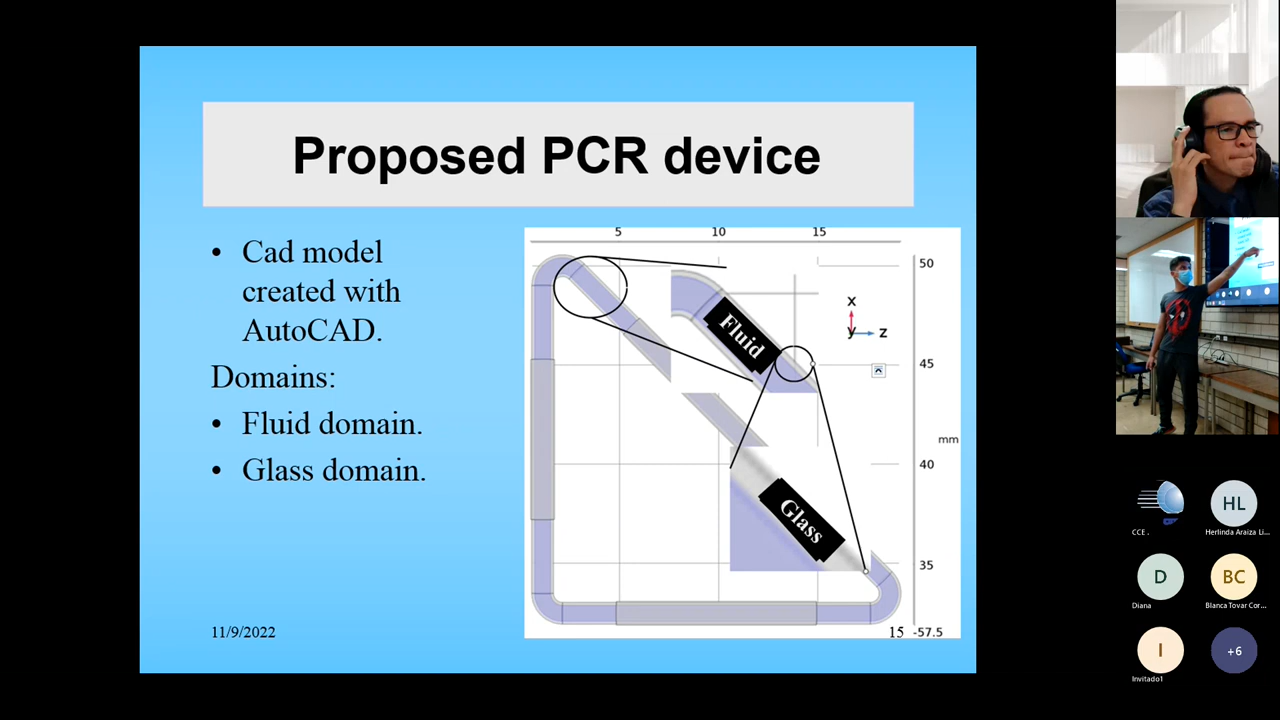 Proposed PCR device
• Cad model
created with
AutoCAD.
Domains:
• Fluid domain.
• Glass domain.
11/9/2022
5 10 15
50
x
y z
45
mm
40
35
-57.5
Fluid
Glass
15
CCE .
HL
Herlinda Araiza Li...
D
Diana
BC
Blanca Tovar Cor...
I
Invitado1
+6